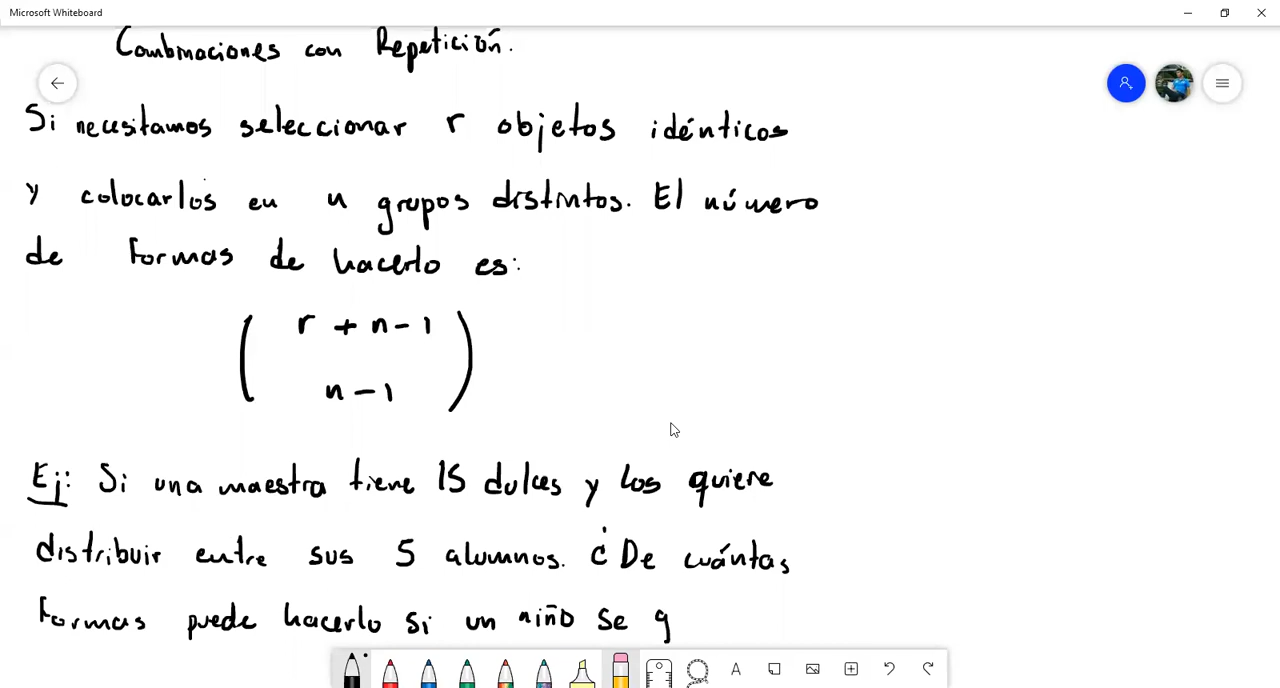 Microsoft Whiteboard
Combinaciones con Repetición.
Si necesitamos seleccionar r objetos idénticos
y colocarlos en n grupos distintos. El número
de formas de hacerlo es:
r + n - 1
n - 1
Ej: Si una maestra tiene 15 dulces y los quiere
distribuir entre sus 5 alumnos. ¿De cuántas
formas puede hacerlo si un niño se q
A